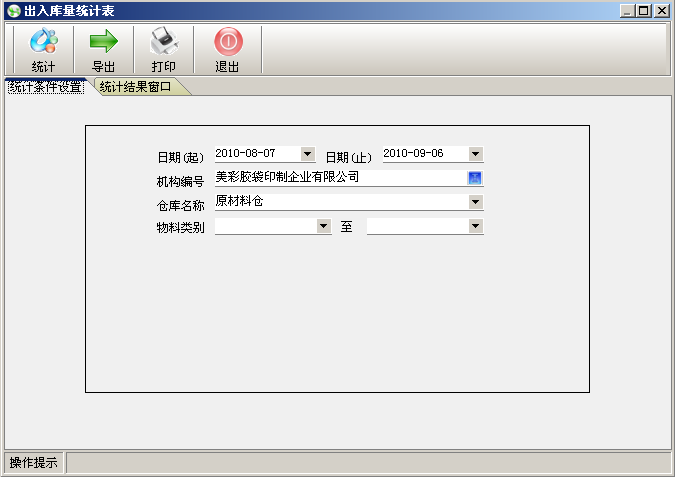 出入库量统计表
统计 导出 打印 退出
统计条件设置 统计结果窗口
日期(起) 2010-08-07 日期(止) 2010-09-06
机构编号 美彩胶袋印制企业有限公司
仓库名称 原材料仓
物料类别 至
操作提示